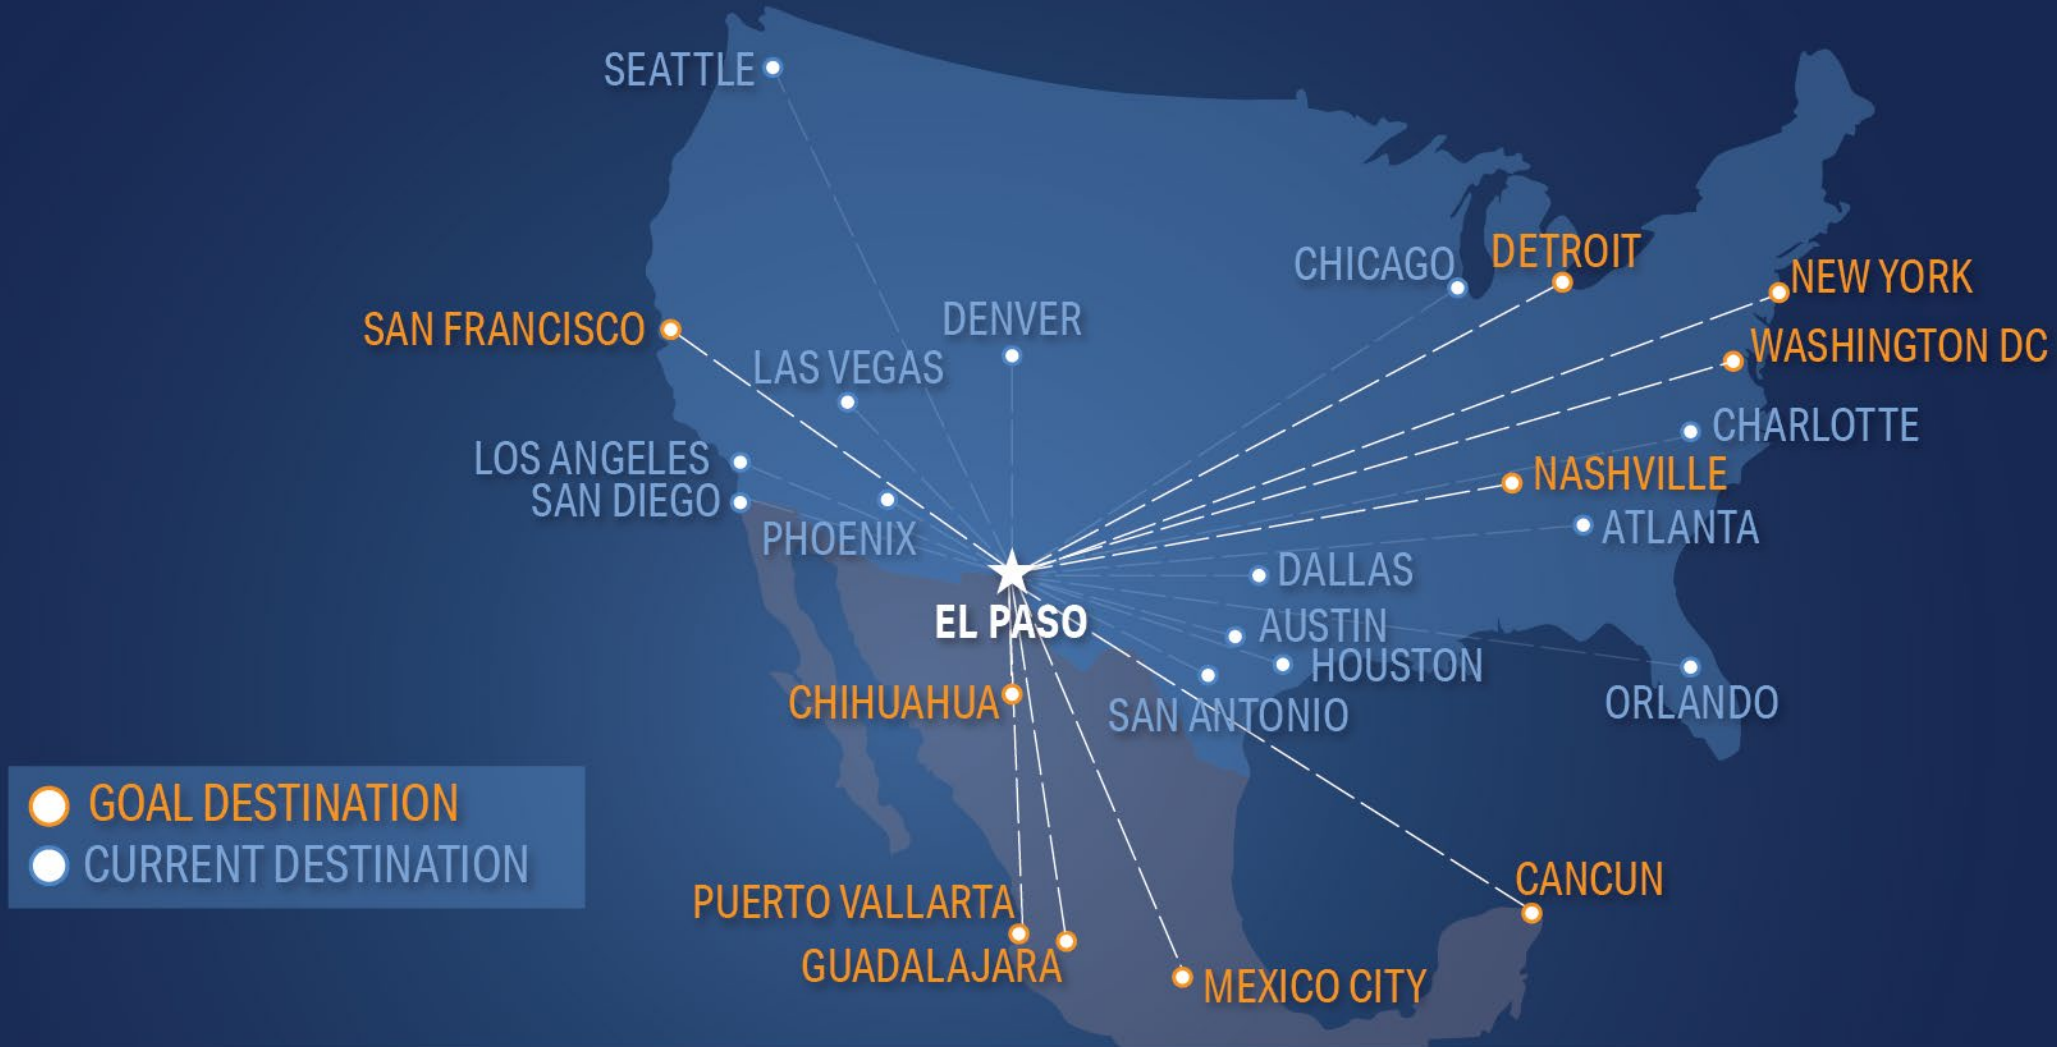 SEATTLE
CHICAGO
DETROIT
NEW YORK
SAN FRANCISCO
DENVER
WASHINGTON DC
LAS VEGAS
CHARLOTTE
LOS ANGELES
NASHVILLE
SAN DIEGO
PHOENIX
ATLANTA
DALLAS
EL PASO
AUSTIN
HOUSTON
CHIHUAHUA
SAN ANTONIO
ORLANDO
GOAL DESTINATION
CURRENT DESTINATION
CANCUN
PUERTO VALLARTA
GUADALAJARA
MEXICO CITY